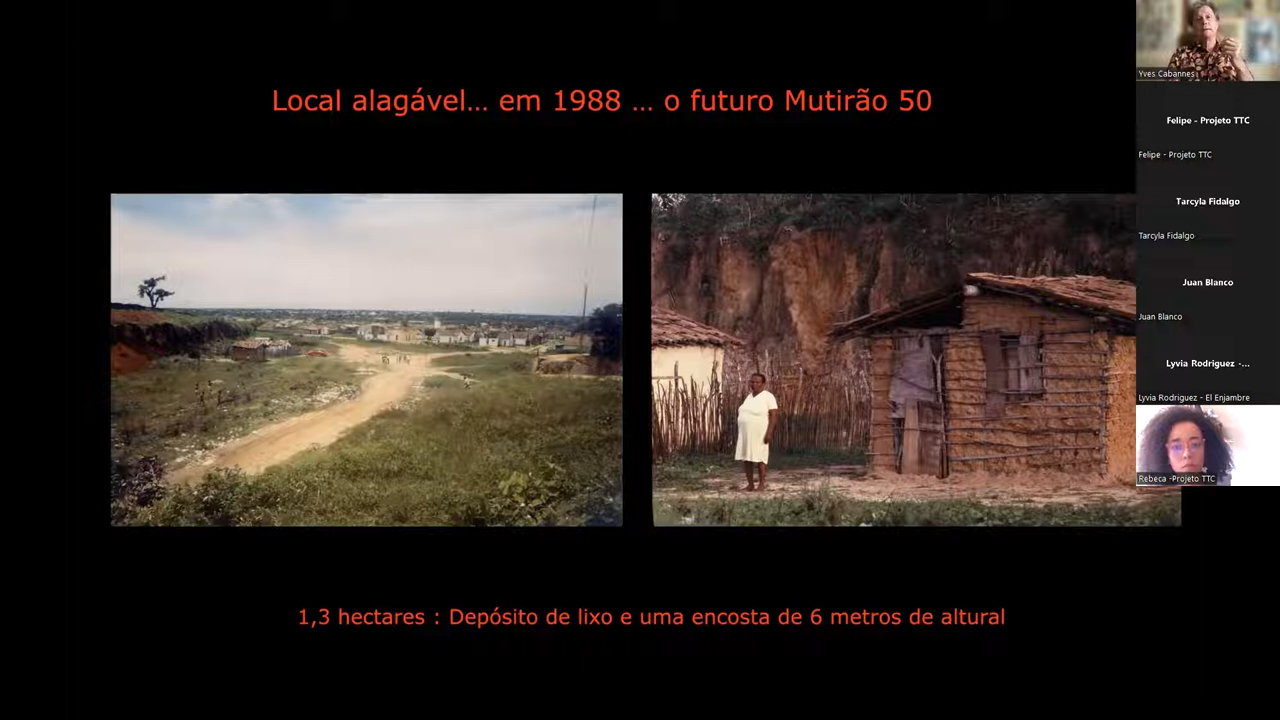 Local alagável... em 1988 ... o futuro Mutirão 50
1,3 hectares : Depósito de lixo e uma encosta de 6 metros de altural
Yves Cabannes
Felipe - Projeto TTC
Felipe - Projeto TTC
Tarcyla Fidalgo
Tarcyla Fidalgo
Juan Blanco
Juan Blanco
Lyvia Rodriguez -...
Lyvia Rodriguez - El Enjambre
Rebeca -Projeto TTC